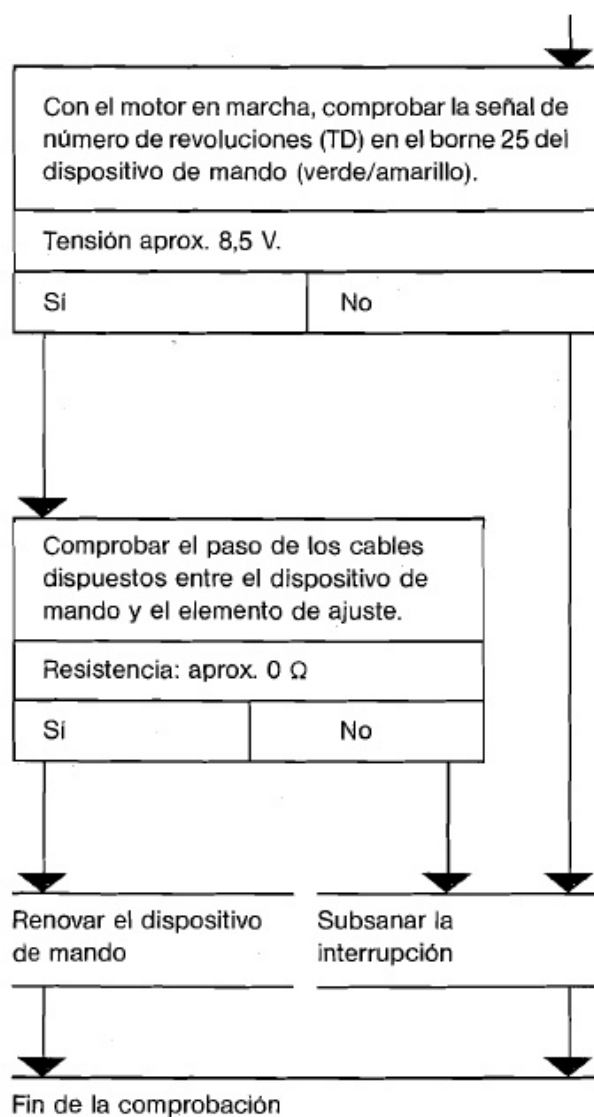 Con el motor en marcha, comprobar la señal de
número de revoluciones (TD) en el borne 25 del
dispositivo de mando (verde/amarillo).
Tensión aprox. 8,5 V.
Sí
No
Comprobar el paso de los cables
dispuestos entre el dispositivo de
mando y el elemento de ajuste.
Resistencia: aprox. 0 Ω
Sí
No
Renovar el dispositivo
de mando
Subsanar la
interrupción
Fin de la comprobación